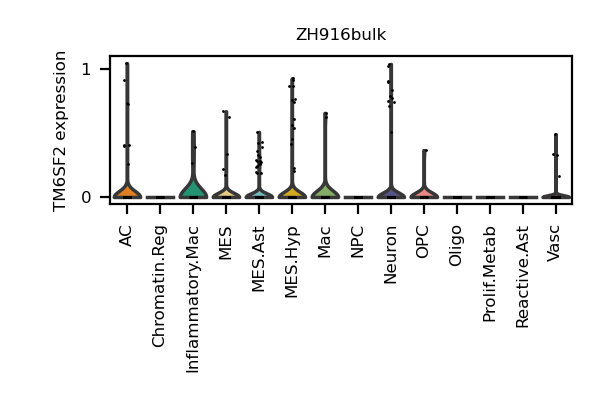 ZH916bulk
TM6SF2 expression
1
0
AC
Chromatin.Reg
Inflammatory.Mac
MES
MES.Ast
MES.Hyp
Mac
NPC
Neuron
OPC
Oligo
Prolif.Metab
Reactive.Ast
Vasc